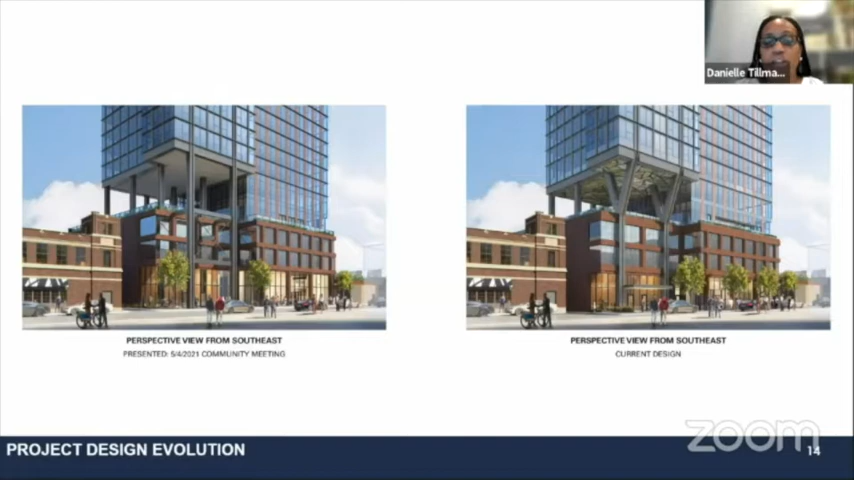 Danielle Tillma...
PERSPECTIVE VIEW FROM SOUTHEAST
PRESENTED: 5/4/2021 COMMUNITY MEETING
PERSPECTIVE VIEW FROM SOUTHEAST
CURRENT DESIGN
zoom
PROJECT DESIGN EVOLUTION
14